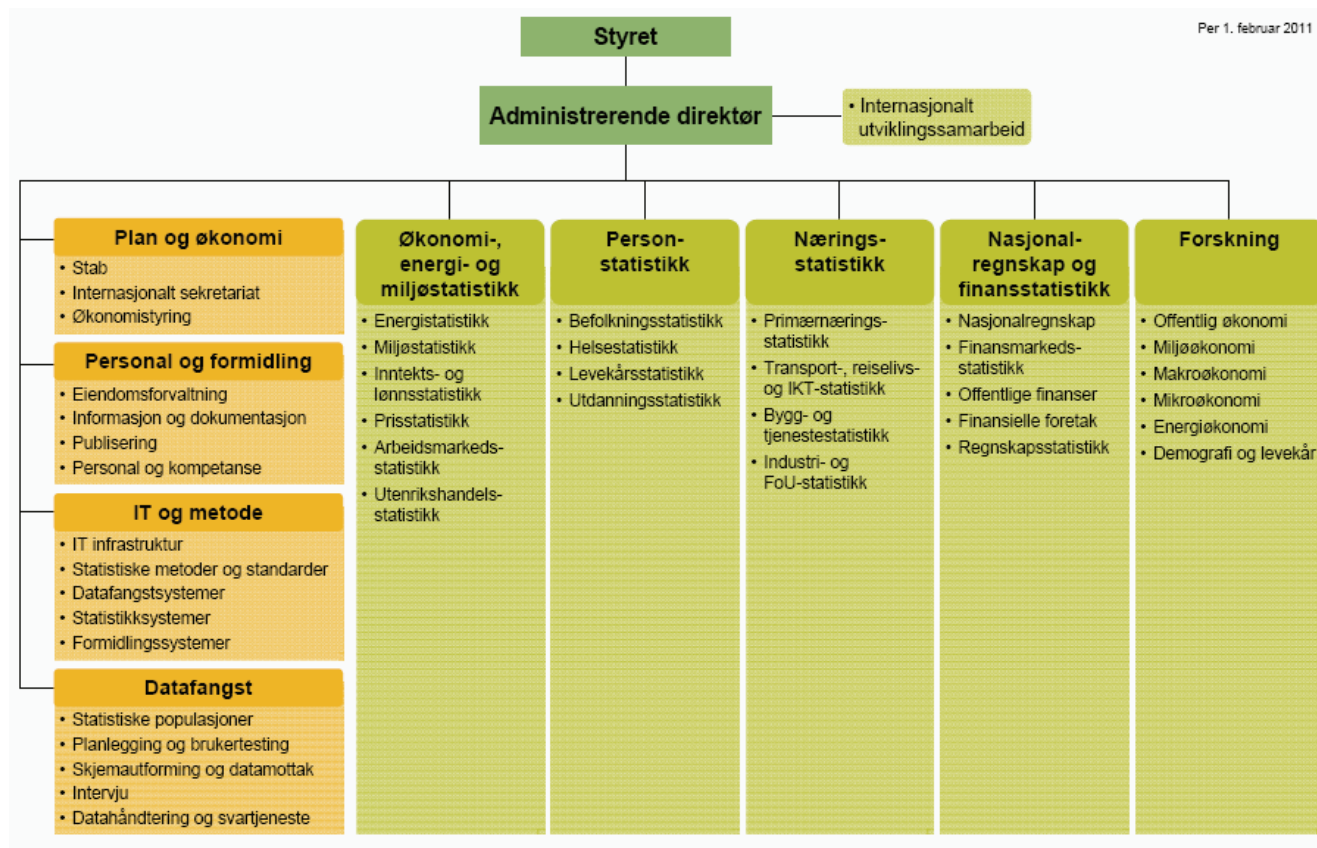 Per 1. februar 2011
Styret
Administrerende direktør
• Internasjonalt
utviklingssamarbeid
Plan og økonomi
• Stab
• Internasjonalt sekretariat
• Økonomistyring
Personal og formidling
• Eiendomsforvaltning
• Informasjon og dokumentasjon
• Publisering
• Personal og kompetanse
IT og metode
• IT infrastruktur
• Statistiske metoder og standarder
• Datafangstsystemer
• Statistikksystemer
• Formidlingssystemer
Datafangst
• Statistiske populasjoner
• Planlegging og brukertesting
• Skjemautforming og datamottak
• Intervju
• Datahåndtering og svartjeneste
Økonomi-,
energi- og
miljøstatistikk
• Energistatistikk
• Miljøstatistikk
• Inntekts- og
lønnsstatistikk
• Prisstatistikk
• Arbeidsmarkeds-
statistikk
• Utenrikshandels-
statistikk
Person-
statistikk
• Befolkningsstatistikk
• Helsestatistikk
• Levekårsstatistikk
• Utdanningsstatistikk
Nærings-
statistikk
• Primærnærings-
statistikk
• Transport-, reiselivs-
og IKT-statistikk
• Bygg- og
tjenestestatistikk
• Industri- og
FoU-statistikk
Nasjonal-
regnskap og
finansstatistikk
• Nasjonalregnskap
• Finansmarkeds-
statistikk
• Offentlige finanser
• Finansielle foretak
• Regnskapsstatistikk
Forskning
• Offentlig økonomi
• Miljøøkonomi
• Makroøkonomi
• Mikroøkonomi
• Energiøkonomi
• Demografi og levekår